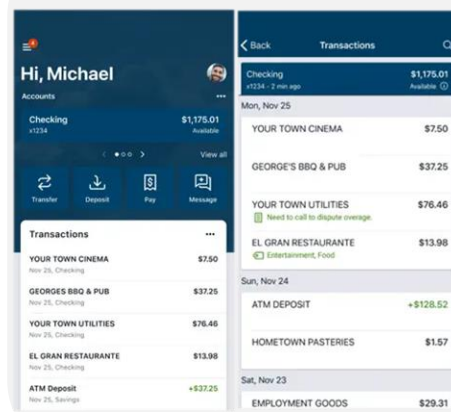 4
Hi, Michael
Accounts
Checking
x1234
$1,175.01
Available
View all
Transfer
Deposit
Pay
Message
Transactions
YOUR TOWN CINEMA $7.50
Nov 25, Checking
GEORGES BBQ & PUB $37.25
Nov 25, Checking
YOUR TOWN UTILITIES $76.46
Nov 25, Checking
EL GRAN RESTAURANTE $13.98
Nov 25, Checking
ATM Deposit +$37.25
Nov 25, Savings
Back Transactions
Checking $1,175.01
x1234 - 2 min ago Available
Mon, Nov 25
YOUR TOWN CINEMA $7.50
GEORGE'S BBQ & PUB $37.25
YOUR TOWN UTILITIES $76.46
Need to call to dispute overage.
EL GRAN RESTAURANTE $13.98
Entertainment, Food
Sun, Nov 24
ATM DEPOSIT +$128.52
HOMETOWN PASTERIES $1.57
Sat, Nov 23
EMPLOYMENT GOODS $29.31